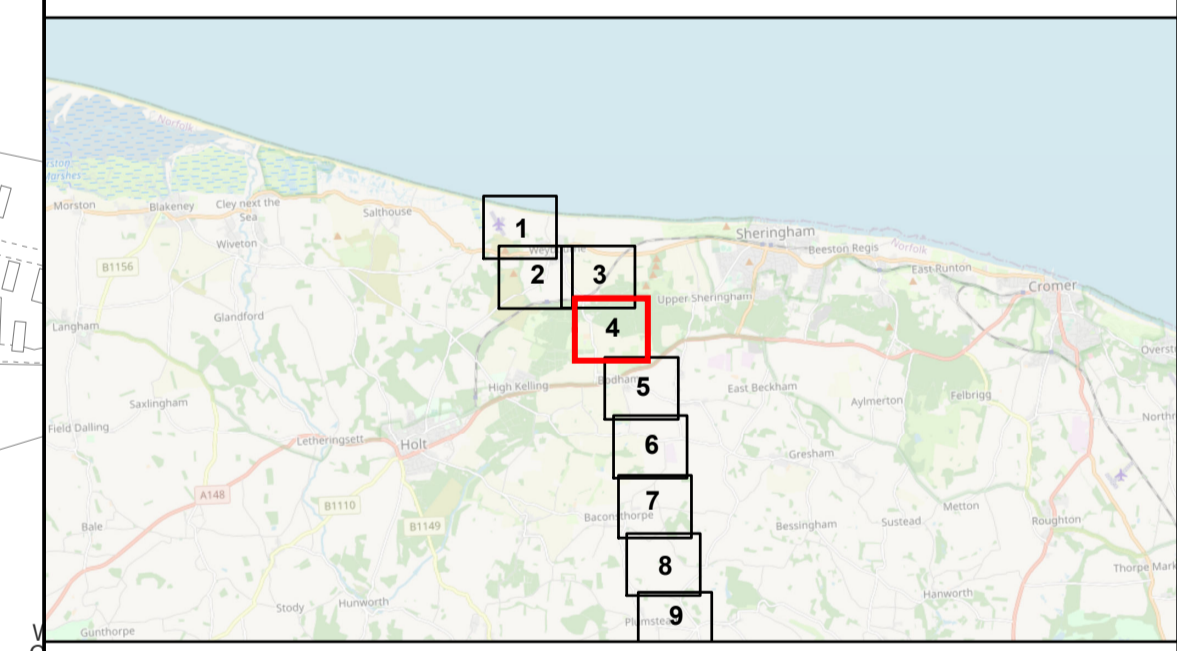 Norfolk
Morston
Blakeney
Cley next the
Sea
Salthouse
Wiveton
1
2
3
4
5
6
7
8
9
Sheringham
Beeston Regis
Norfolk
East Runton
Cromer
Upper Sheringham
B1156
Glandford
Langham
High Kelling
Bodham
East Beckham
Aylmerton
Felbrigg
Saxlingham
Field Dalling
Letheringsett
Holt
Gresham
A148
B1110
B1149
Baconsthorpe
Bessingham
Sustead
Metton
Roughton
Bale
Thorpe Mark
Hanworth
Stody
Hunworth
Gunthorpe